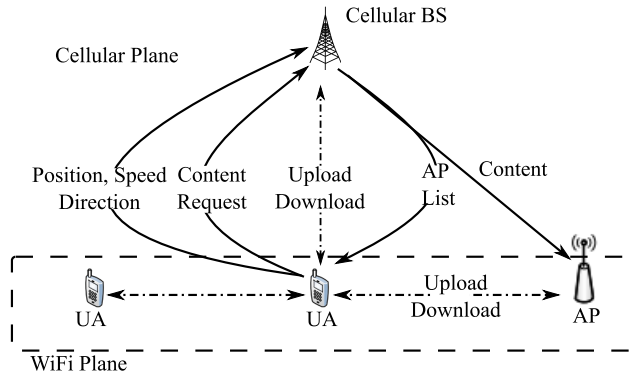 Cellular BS
Cellular Plane
Position, Speed
Direction
Content
Request
Upload
Download
AP
List
Content
Upload
Download
UA
UA
AP
WiFi Plane